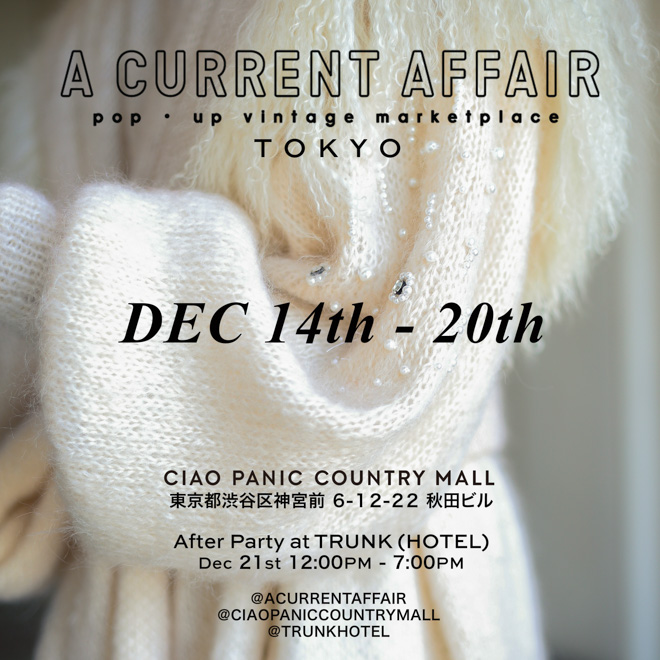 A CURRENT AFFAIR
pop • up vintage marketplace
TOKYO
DEC 14th - 20th
CIAO PANIC COUNTRY MALL
東京都渋谷区神宮前 6-12-22 秋田ビル
After Party at TRUNK (HOTEL)
Dec 21st 12:00PM - 7:00PM
@ACURRENTAFFAIR
@CIAOPANICCOUNTRYMALL
@TRUNKHOTEL